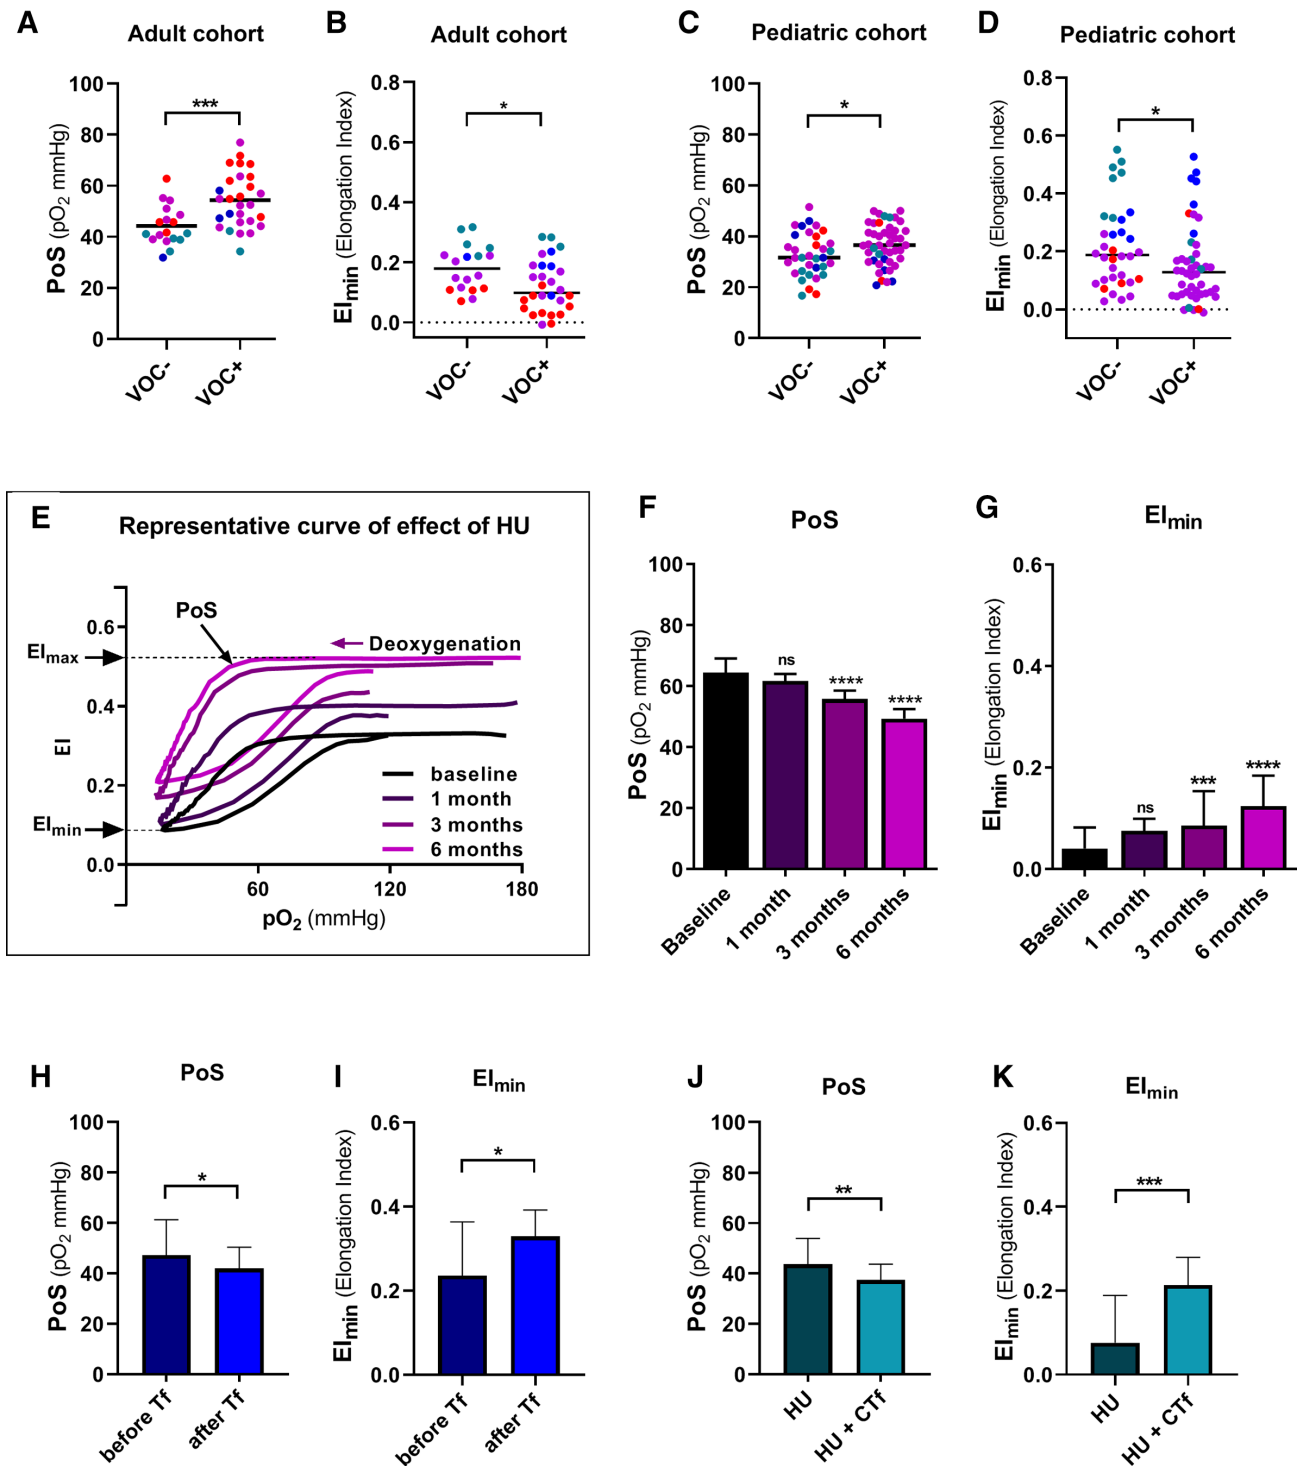 A
Adult cohort
PoS (pO2 mmHg)
100
80
60
40
20
0
***
VOC-
VOC+
B
Adult cohort
EImin (Elongation Index)
0.8
0.6
0.4
0.2
0.0
*
VOC-
VOC+
C
Pediatric cohort
PoS (pO2 mmHg)
100
80
60
40
20
0
*
VOC-
VOC+
D
Pediatric cohort
EImin (Elongation Index)
0.8
0.6
0.4
0.2
0.0
*
VOC-
VOC+
E
Representative curve of effect of HU
PoS
Deoxygenation
EImax
EImin
EI
0.6
0.4
0.2
0.0
baseline
1 month
3 months
6 months
60
120
180
pO2 (mmHg)
F
PoS
PoS (pO2 mmHg)
100
80
60
40
20
0
ns
****
****
Baseline
1 month
3 months
6 months
G
EImin
EImin (Elongation Index)
0.6
0.4
0.2
0.0
ns
***
****
Baseline
1 month
3 months
6 months
H
PoS
PoS (pO2 mmHg)
100
80
60
40
20
0
*
before Tf
after Tf
I
EImin
EImin (Elongation Index)
0.6
0.4
0.2
0.0
*
before Tf
after Tf
J
PoS
PoS (pO2 mmHg)
100
80
60
40
20
0
**
HU
HU + CTf
K
EImin
EImin (Elongation Index)
0.6
0.4
0.2
0.0
***
HU
HU + CTf